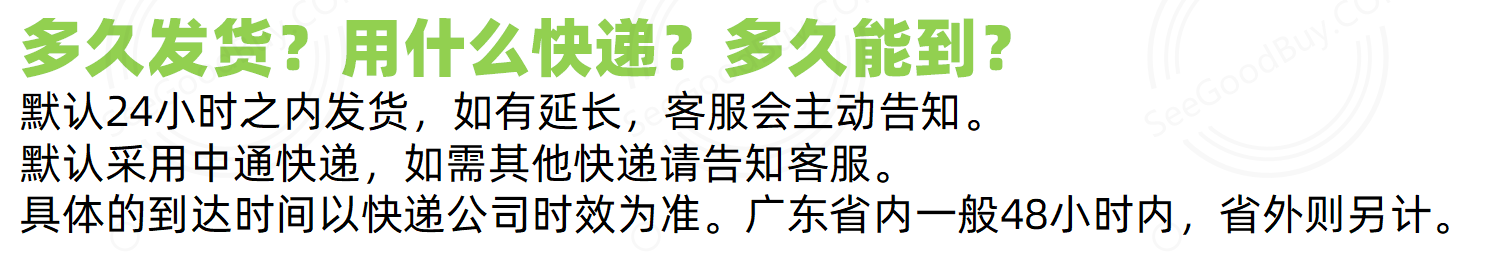 多久发货？用什么快递？多久能到？
默认24小时之内发货，如有延长，客服会主动告知。
默认采用中通快递，如需其他快递请告知客服。
具体的到达时间以快递公司时效为准。广东省内一般48小时内，省外则另计。
SeeGoodBuy.COM